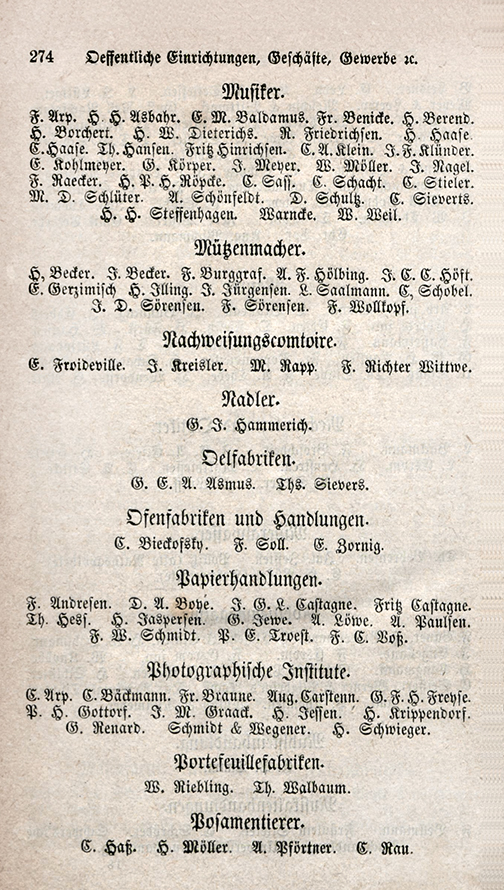 274 Oeffentliche Einrichtungen, Geschäfte, Gewerbe ꝛc.
Musiker.
F. Arp. H. H. Asbahr. E. M. Baldamus. Fr. Benicke. H. Berend.
H. Borchert. H. W. Dieterichs. R. Friedrichsen. H. Haase.
C. Haase. Th. Hansen. Fritz Hinrichsen. C. A. Klein. J. F. Klünder.
E. Kohlmeyer. G. Körper. J. Meyer. W. Möller. J. Nagel.
F. Raecker. H. P. H. Röpcke. C. Sass. C. Schacht. C. Stieler.
M. D. Schlüter. A. Schönfeldt. D. Schultz. C. Sieverts.
H. H. Steffenhagen. Warncke. W. Weil.
Mützenmacher.
H. Becker. J. Becker. F. Burggraf. A. F. Hölbing. J. C. C. Höft.
E. Gerzimisch H. Illing. J. Jürgensen. L. Saalmann. C. Schobel.
J. D. Sörensen. F. Sörensen. F. Wollkopf.
Nachweisungscomtoire.
E. Froideville. J. Kreisler. M. Rapp. F. Richter Wittwe.
Nadler.
G. J. Hammerich.
Oelfabriken.
G. E. A. Asmus. Ths. Sievers.
Ofenfabriken und Handlungen.
C. Bieckofsky. F. Soll. E. Zornig.
Papierhandlungen.
F. Andresen. D. A. Boye. J. G. L. Castagne. Fritz Castagne.
Th. Hess. H. Jaspersen. G. Jewe. A. Löwe. A. Paulsen.
F. W. Schmidt. P. E. Troest. F. C. Voß.
Photographische Institute.
C. Arp. C. Bäckmann. Fr. Braune. Aug. Carstenn. G. F. H. Freyse.
P. H. Gottorf. J. M. Graack. H. Jessen. H. Krippendorf.
G. Renard. Schmidt & Wegener. H. Schwieger.
Portefeuillefabriken.
W. Riebling. Th. Walbaum.
Posamentierer.
C. Haß. H. Möller. A. Pförtner. C. Rau.